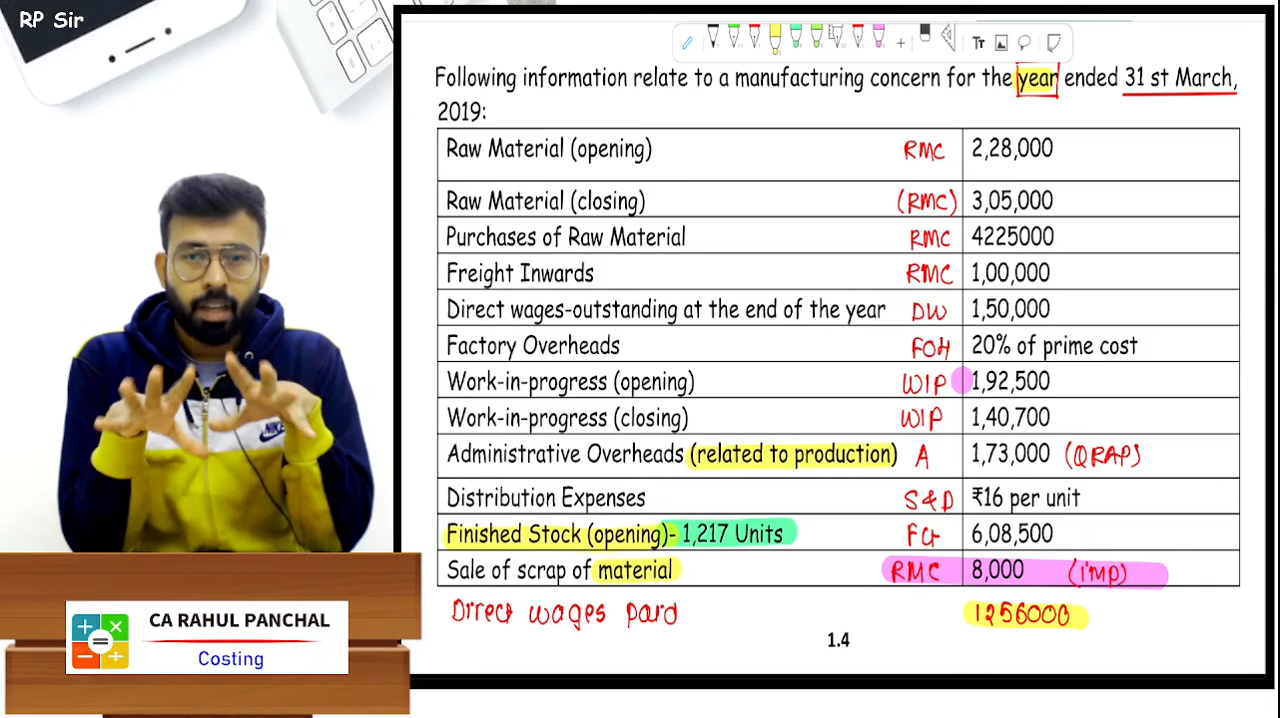 RP Sir
Following information relate to a manufacturing concern for the year ended 31 st March,
2019:
Raw Material (opening) RMC 2,28,000
Raw Material (closing) (RMC) 3,05,000
Purchases of Raw Material RMC 4225000
Freight Inwards RMC 1,00,000
Direct wages-outstanding at the end of the year DW 1,50,000
Factory Overheads FOH 20% of prime cost
Work-in-progress (opening) WIP 1,92,500
Work-in-progress (closing) WIP 1,40,700
Administrative Overheads (related to production) A 1,73,000 (QRAP)
Distribution Expenses S&D ₹16 per unit
Finished Stock (opening)- 1,217 Units FG 6,08,500
Sale of scrap of material RMC 8,000 (IMP)
Direct wages paid 1256000
1.4
CA RAHUL PANCHAL
Costing
NIKE
Tт